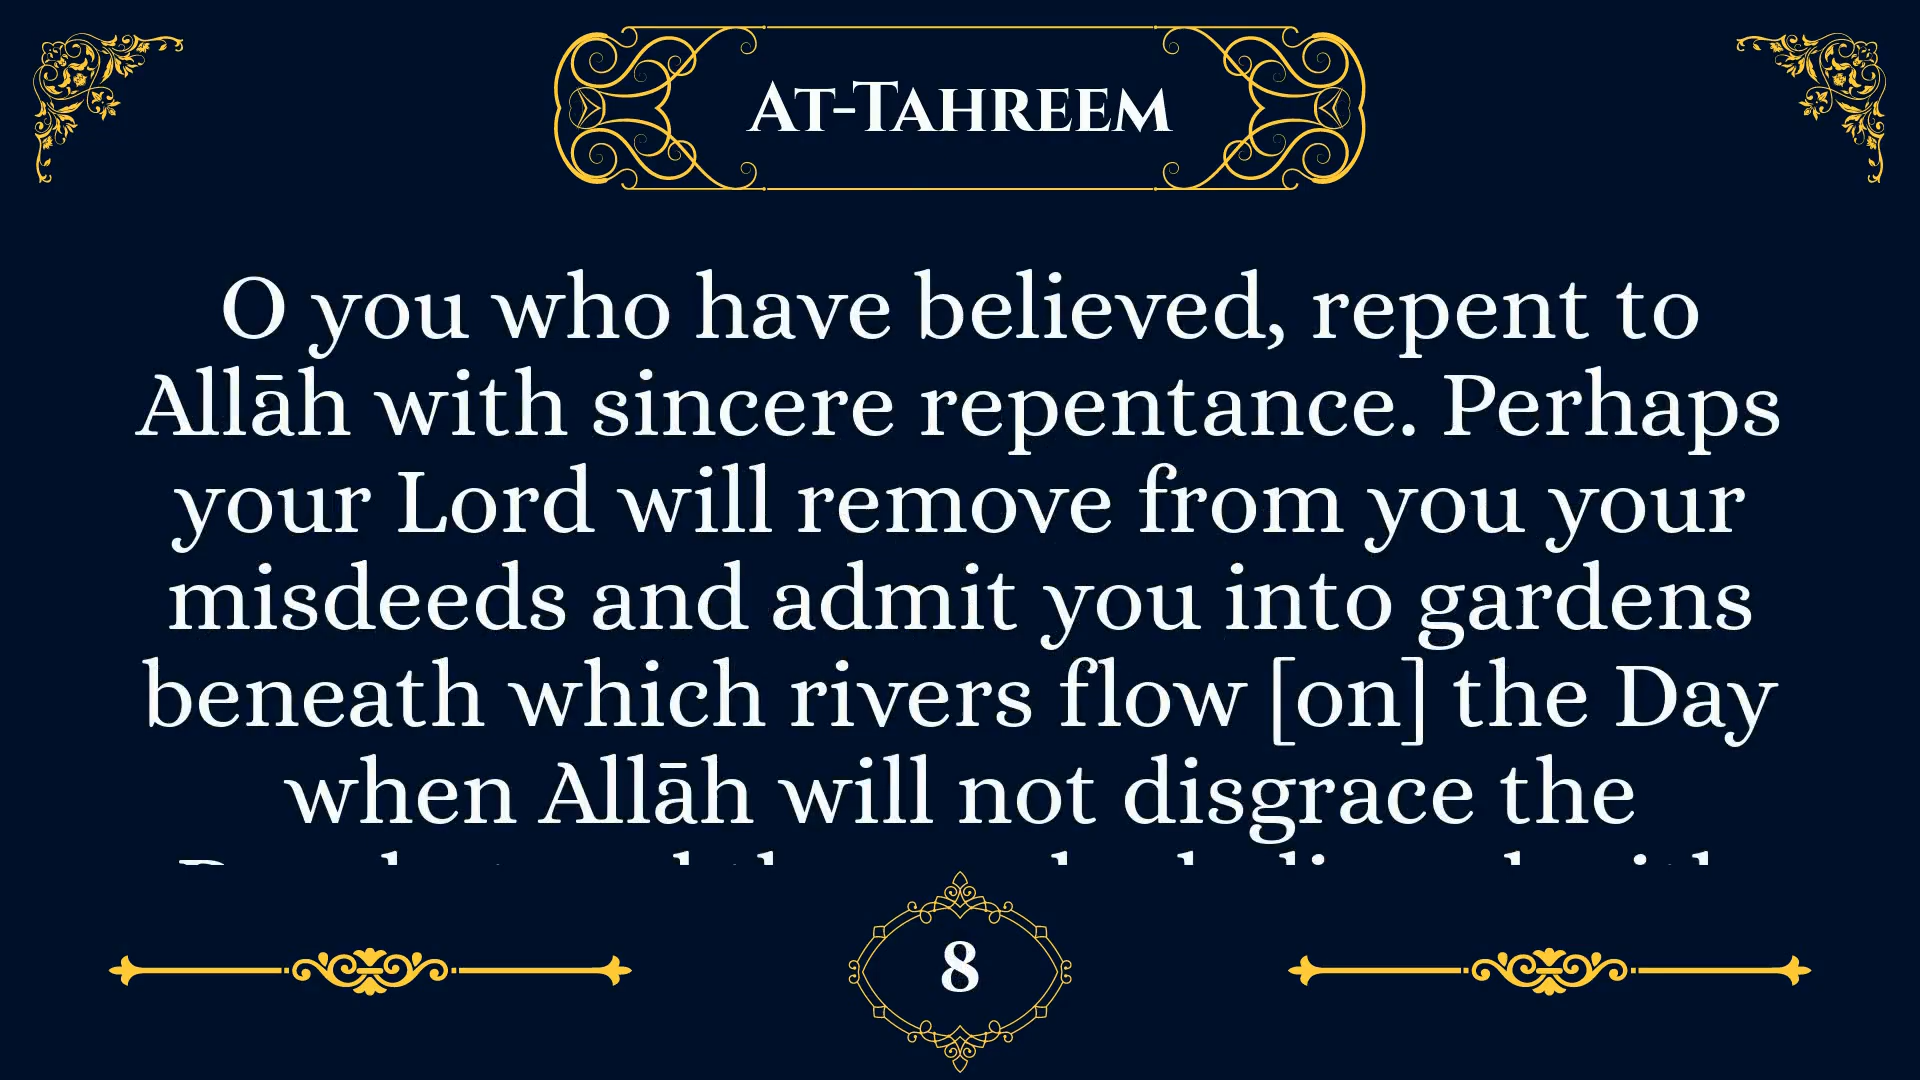 At-Tahreem
O you who have believed, repent to
Allāh with sincere repentance. Perhaps
your Lord will remove from you your
misdeeds and admit you into gardens
beneath which rivers flow [on] the Day
when Allāh will not disgrace the
8